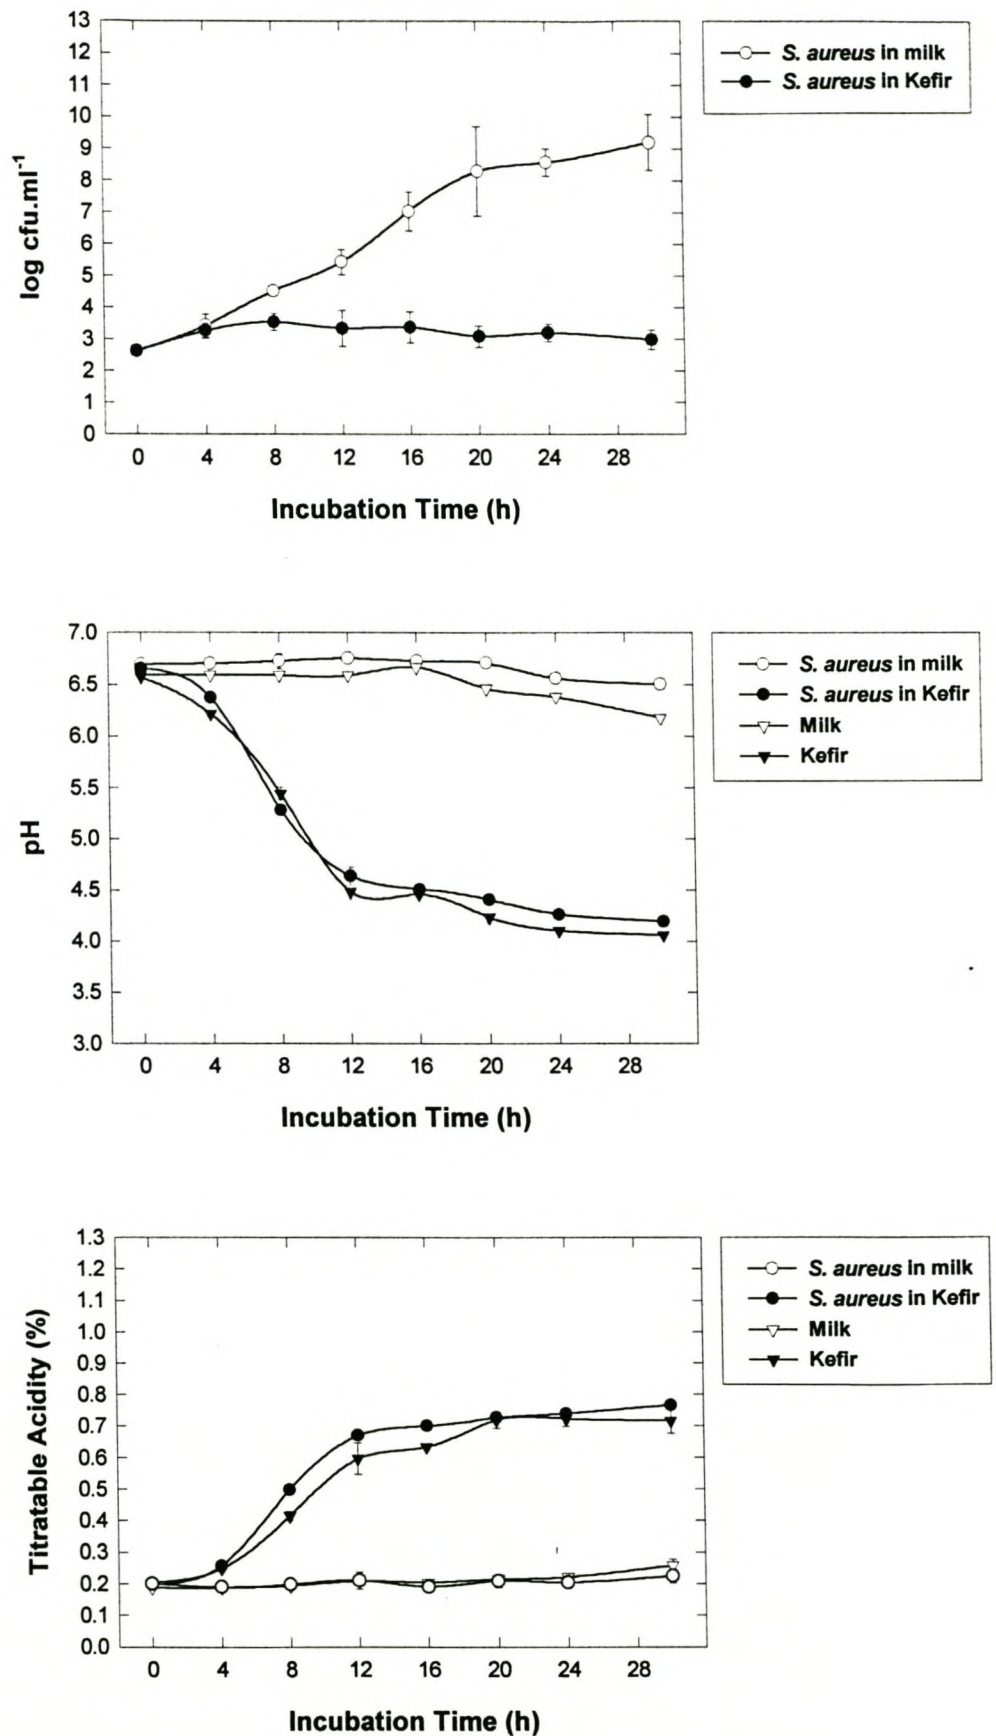 13
12
11
10
9
8
7
6
5
4
3
2
1
0
log cfu.ml-1
0 4 8 12 16 20 24 28
Incubation Time (h)
S. aureus in milk
S. aureus in Kefir
7.0
6.5
6.0
5.5
5.0
4.5
4.0
3.5
3.0
pH
0 4 8 12 16 20 24 28
Incubation Time (h)
S. aureus in milk
S. aureus in Kefir
Milk
Kefir
1.3
1.2
1.1
1.0
0.9
0.8
0.7
0.6
0.5
0.4
0.3
0.2
0.1
0.0
Titratable Acidity (%)
0 4 8 12 16 20 24 28
Incubation Time (h)
S. aureus in milk
S. aureus in Kefir
Milk
Kefir